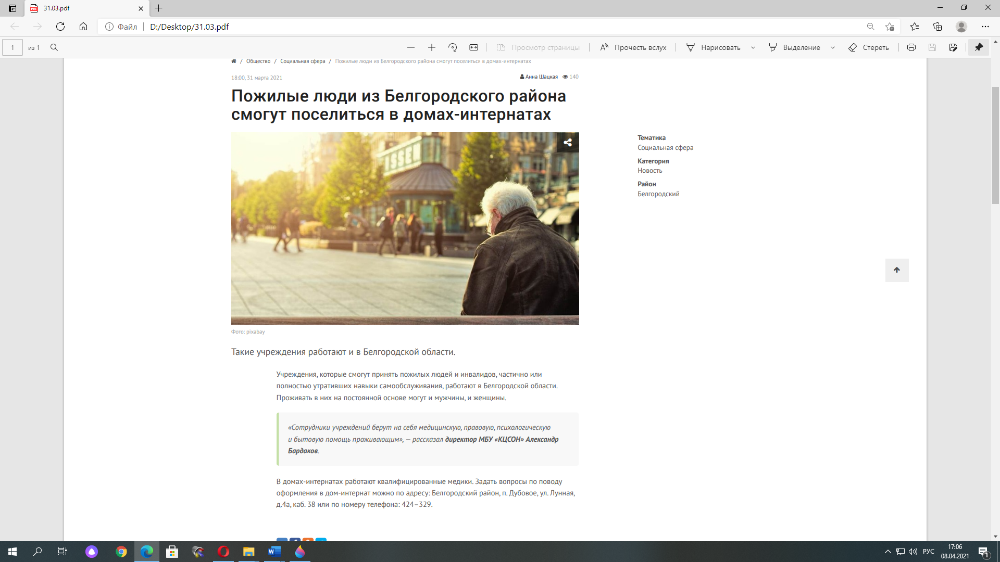 31.03.pdf
Файл
D:/Desktop/31.03.pdf
1
из 1
Просмотр страницы
Прочесть вслух
Нарисовать
Выделение
Стереть
/ Общество / Социальная сфера / Пожилые люди из Белгородского района смогут поселиться в домах-интернатах
18:00, 31 марта 2021
Анна Шацкая 140
Пожилые люди из Белгородского района
смогут поселиться в домах-интернатах
ISSEN
Тематика
Социальная сфера
Категория
Новость
Район
Белгородский
Фото: pixabay
Такие учреждения работают и в Белгородской области.
Учреждения, которые смогут принять пожилых людей и инвалидов, частично или
полностью утративших навыки самообслуживания, работают в Белгородской области.
Проживать в них на постоянной основе могут и мужчины, и женщины.
«Сотрудники учреждений берут на себя медицинскую, правовую, психологическую
и бытовую помощь проживающим», — рассказал директор МБУ «КЦСОН» Александр
Бардаков.
В домах-интернатах работают квалифицированные медики. Задать вопросы по поводу
оформления в дом-интернат можно по адресу: Белгородский район, п. Дубовое, ул. Лунная,
д.4а, каб. 38 или по номеру телефона: 424–329.
РУС
17:06
08.04.2021
1